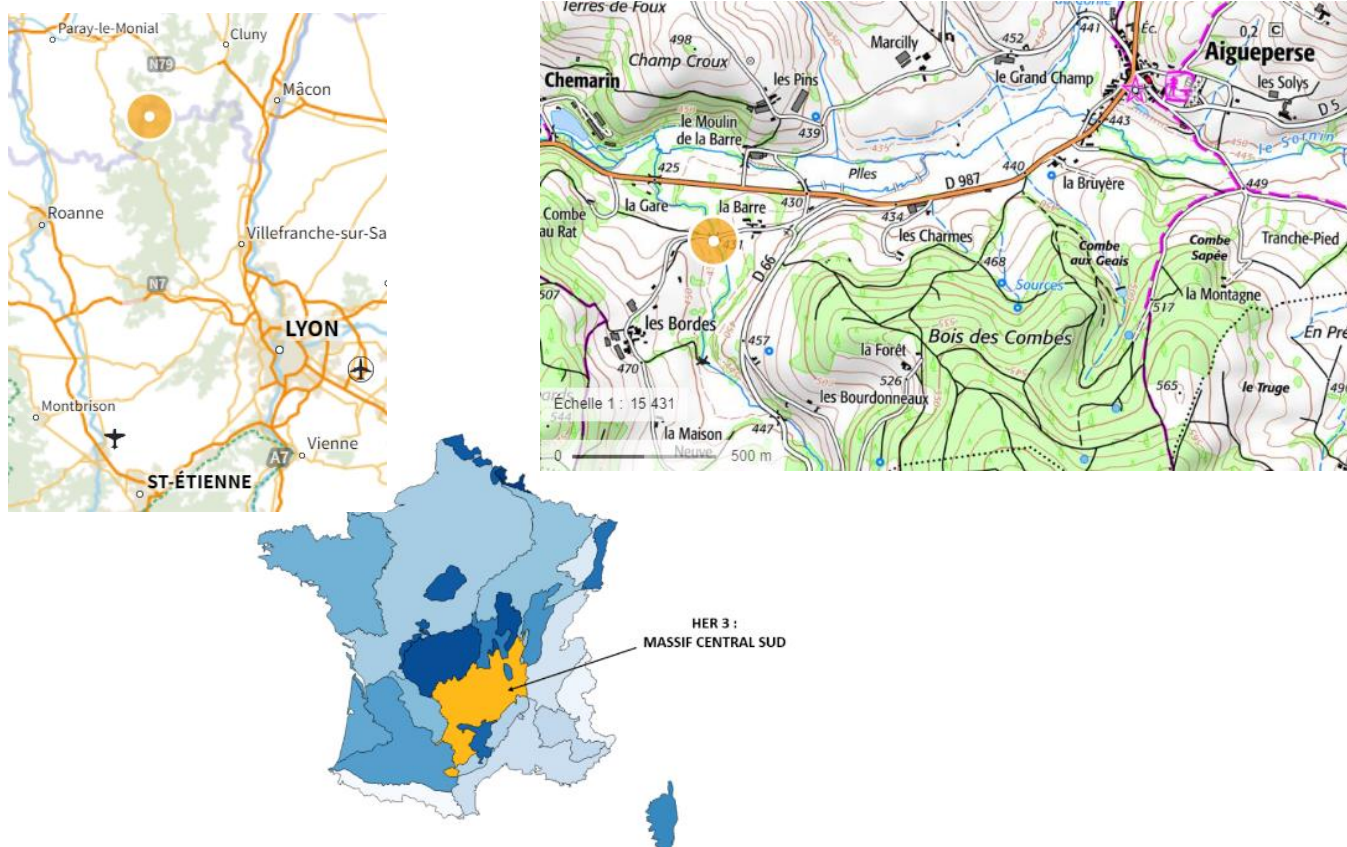 Paray-le-Monial
Cluny
N79
Mâcon
Roanne
Villefranche-sur-Sa
N7
LYON
Montbrison
Vienne
A7
ST-ÉTIENNE
Terres de Foux
498
Champ Croux
Marcilly
452
441
Éc.
0,2 C
Aigueperse
Chemarin
les Pins
le Grand Champ
les Solys
D 5
le Moulin
de la Barre
439
435
443
le Sornin
425
Plles
440
D 987
la Bruyère
449
la Gare
la Barre
430
434
Combe
au Rat
431
les Charmes
Combe
aux Geais
Combe
Sapée
Tranche-Pied
D 66
468
Sources
la Montagne
507
517
les Bordes
457
Bois des Combes
En Pré
la Forêt
470
526
565
le Truge
les Bourdonneaux
Echelle 1 : 15 431
la Maison
Neuve
447
0
500 m
HER 3 :
MASSIF CENTRAL SUD